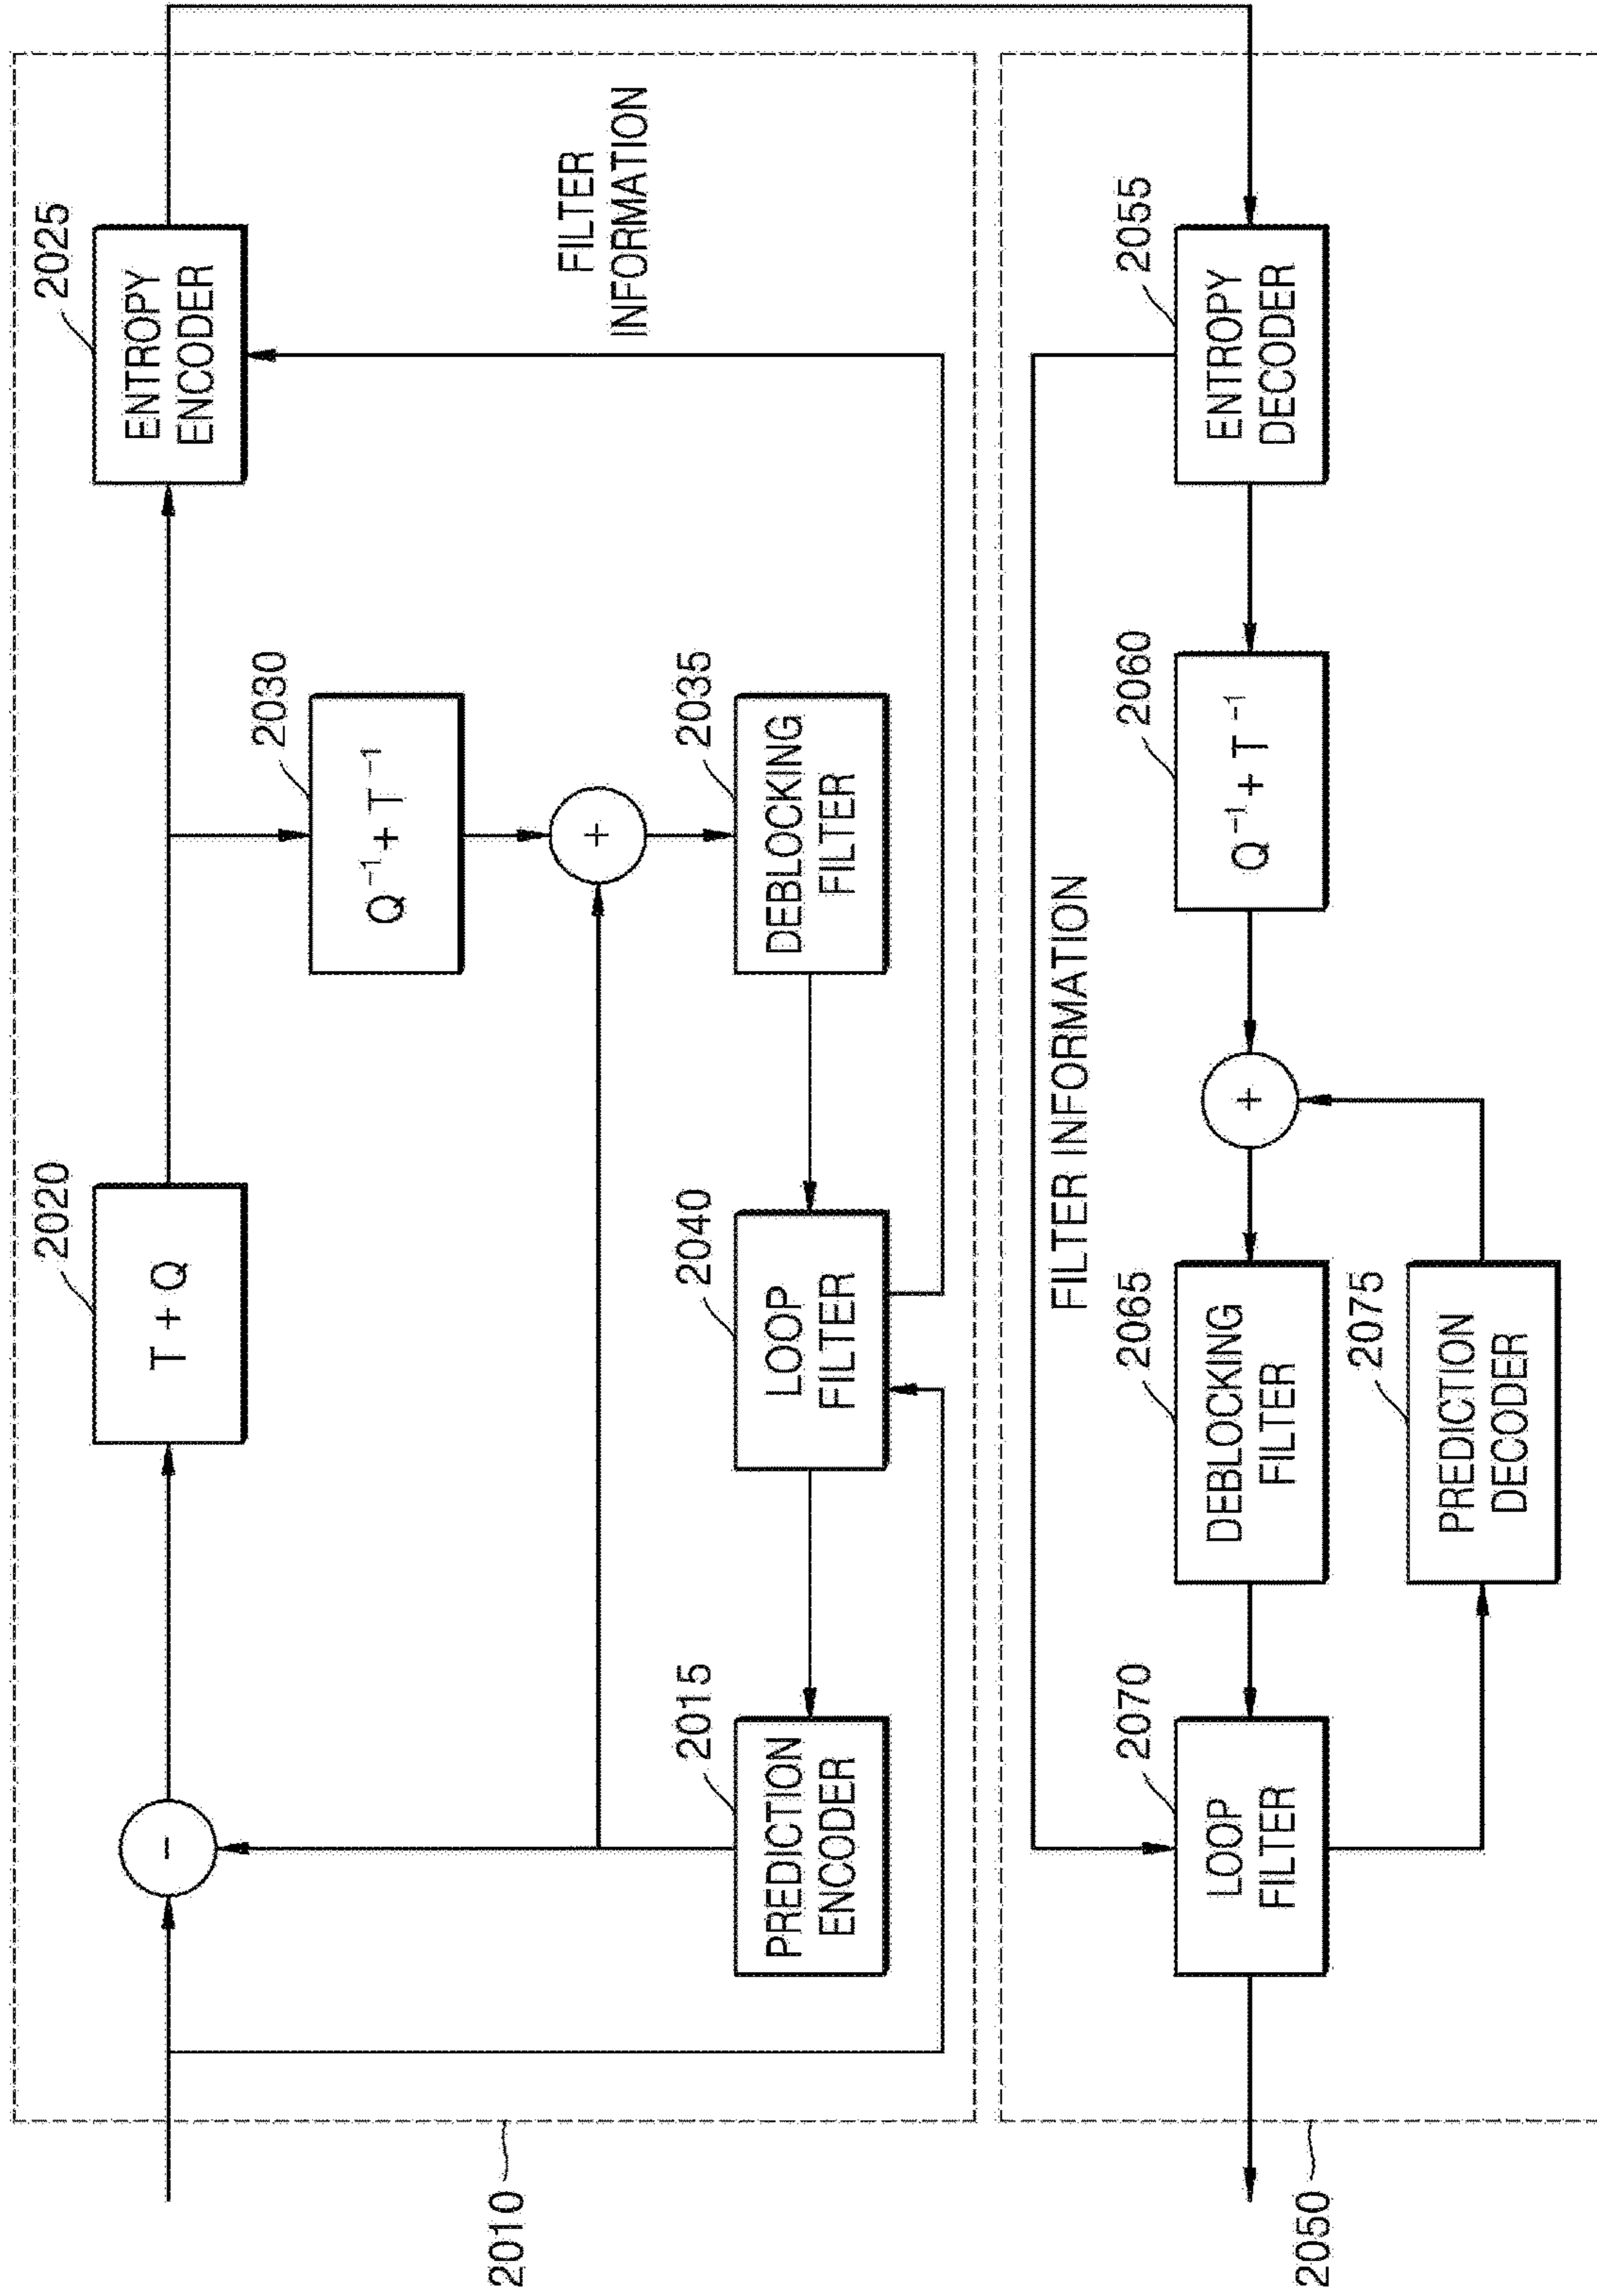 2010
2020
T + Q
2025
ENTROPY
ENCODER
-
2030
Q⁻¹ + T⁻¹
+
FILTER
INFORMATION
2015
PREDICTION
ENCODER
2040
LOOP
FILTER
2035
DEBLOCKING
FILTER
2050
FILTER INFORMATION
2070
LOOP
FILTER
2065
DEBLOCKING
FILTER
+
2060
Q⁻¹ + T⁻¹
2055
ENTROPY
DECODER
2075
PREDICTION
DECODER